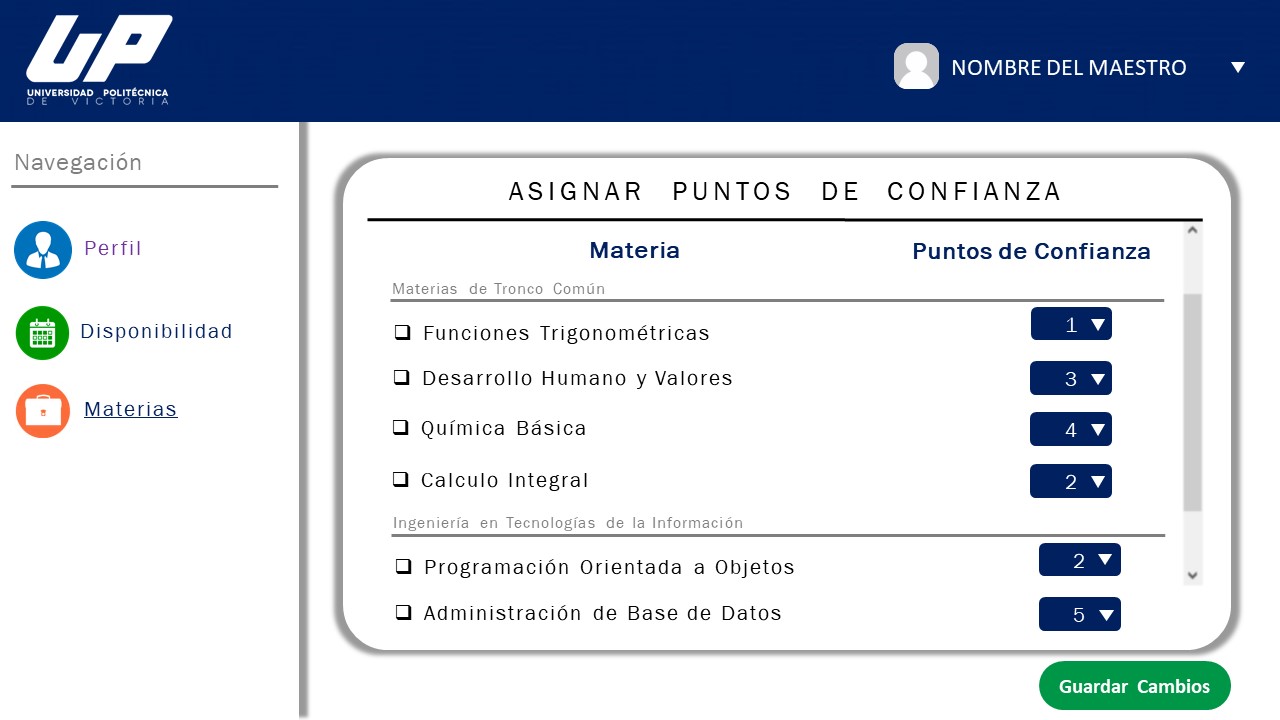 UP
UNIVERSIDAD POLITÉCNICA
DE VICTORIA
NOMBRE DEL MAESTRO
Navegación
Perfil
Disponibilidad
Materias
ASIGNAR PUNTOS DE CONFIANZA
Materia Puntos de Confianza
Materias de Tronco Común
Funciones Trigonométricas 1
Desarrollo Humano y Valores 3
Química Básica 4
Calculo Integral 2
Ingeniería en Tecnologías de la Información
Programación Orientada a Objetos 2
Administración de Base de Datos 5
Guardar Cambios